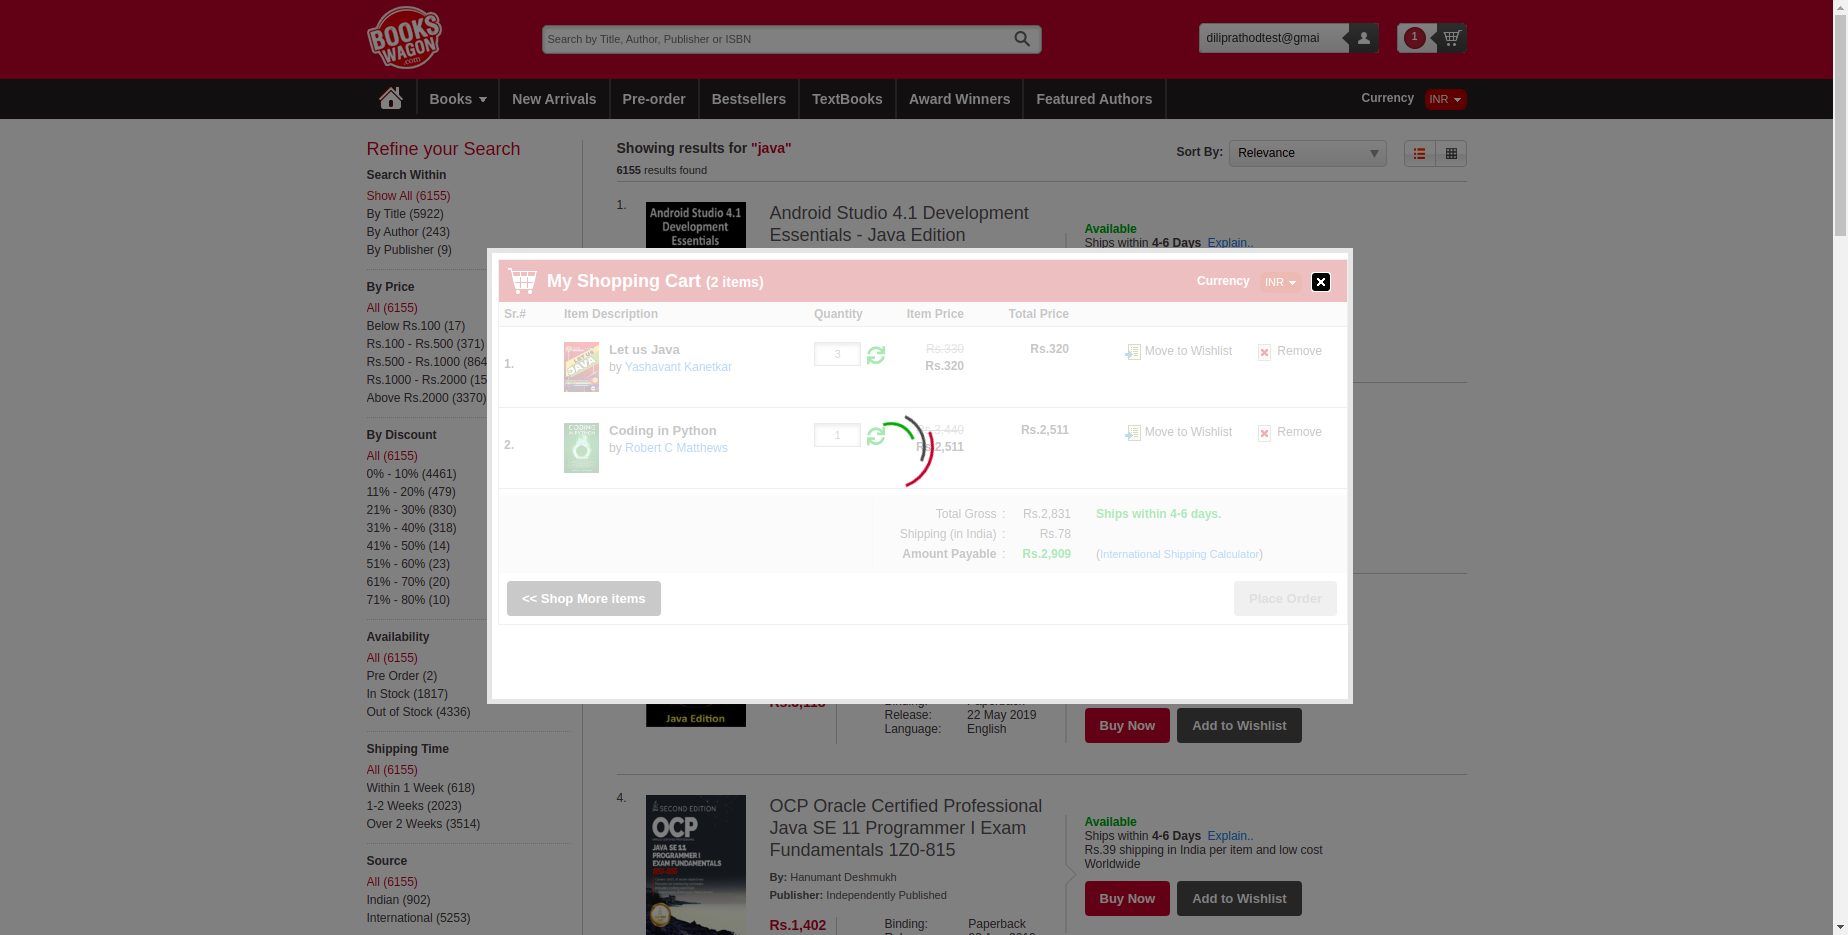 BOOKS
WAGON
.com
Search by Title, Author, Publisher or ISBN
diliprathodtest@gmai
1
Books
New Arrivals
Pre-order
Bestsellers
TextBooks
Award Winners
Featured Authors
Currency
INR
Refine your Search
Search Within
Show All (6155)
By Title (5922)
By Author (243)
By Publisher (9)
By Price
All (6155)
Below Rs.100 (17)
Rs.100 - Rs.500 (371)
Rs.500 - Rs.1000 (864
Rs.1000 - Rs.2000 (15
Above Rs.2000 (3370)
By Discount
All (6155)
0% - 10% (4461)
11% - 20% (479)
21% - 30% (830)
31% - 40% (318)
41% - 50% (14)
51% - 60% (23)
61% - 70% (20)
71% - 80% (10)
Availability
All (6155)
Pre Order (2)
In Stock (1817)
Out of Stock (4336)
Shipping Time
All (6155)
Within 1 Week (618)
1-2 Weeks (2023)
Over 2 Weeks (3514)
Source
All (6155)
Indian (902)
International (5253)
Showing results for "java"
6155 results found
Sort By:
Relevance
1.
Android Studio 4.1
Development
Essentials
Android Studio 4.1 Development
Essentials - Java Edition
Available
Ships within 4-6 Days Explain..
My Shopping Cart (2 items)
Currency
INR
Sr.#
Item Description
Quantity
Item Price
Total Price
1.
JAVA
Let us Java
by Yashavant Kanetkar
3
Rs.330
Rs.320
Rs.320
Move to Wishlist
Remove
2.
CODING
IN PYTHON
Coding in Python
by Robert C Matthews
1
Rs.3,440
Rs.2,511
Rs.2,511
Move to Wishlist
Remove
Total Gross : Rs.2,831
Ships within 4-6 days.
Shipping (in India) : Rs.78
Amount Payable : Rs.2,909
(International Shipping Calculator)
<< Shop More items
Place Order
Java Edition
Release: 22 May 2019
Language: English
Buy Now
Add to Wishlist
4.
SECOND EDITION
OCP
JAVA SE 11
PROGRAMMER I
EXAM FUNDAMENTALS
OCP Oracle Certified Professional
Java SE 11 Programmer I Exam
Fundamentals 1Z0-815
By: Hanumant Deshmukh
Publisher: Independently Published
Rs.1,402
Binding: Paperback
Available
Ships within 4-6 Days Explain..
Rs.39 shipping in India per item and low cost
Worldwide
Buy Now
Add to Wishlist